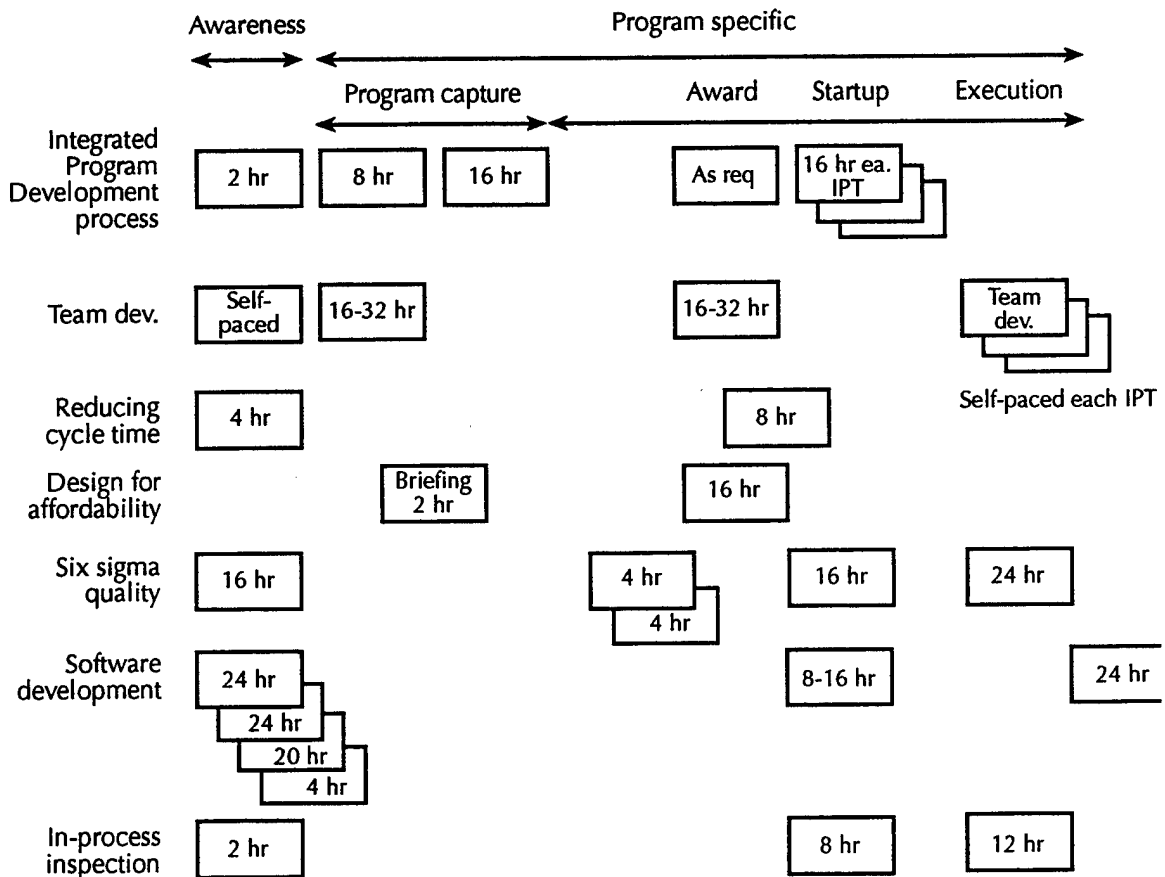 Awareness
Program specific
Program capture
Award
Startup
Execution
Integrated
Program
Development
process
2 hr
8 hr
16 hr
As req
16 hr ea.
IPT
Team dev.
Self-
paced
16-32 hr
16-32 hr
Team
dev.
Self-paced each IPT
Reducing
cycle time
4 hr
8 hr
Design for
affordability
Briefing
2 hr
16 hr
Six sigma
quality
16 hr
4 hr
4 hr
16 hr
24 hr
Software
development
24 hr
24 hr
20 hr
4 hr
8-16 hr
24 hr
In-process
inspection
2 hr
8 hr
12 hr